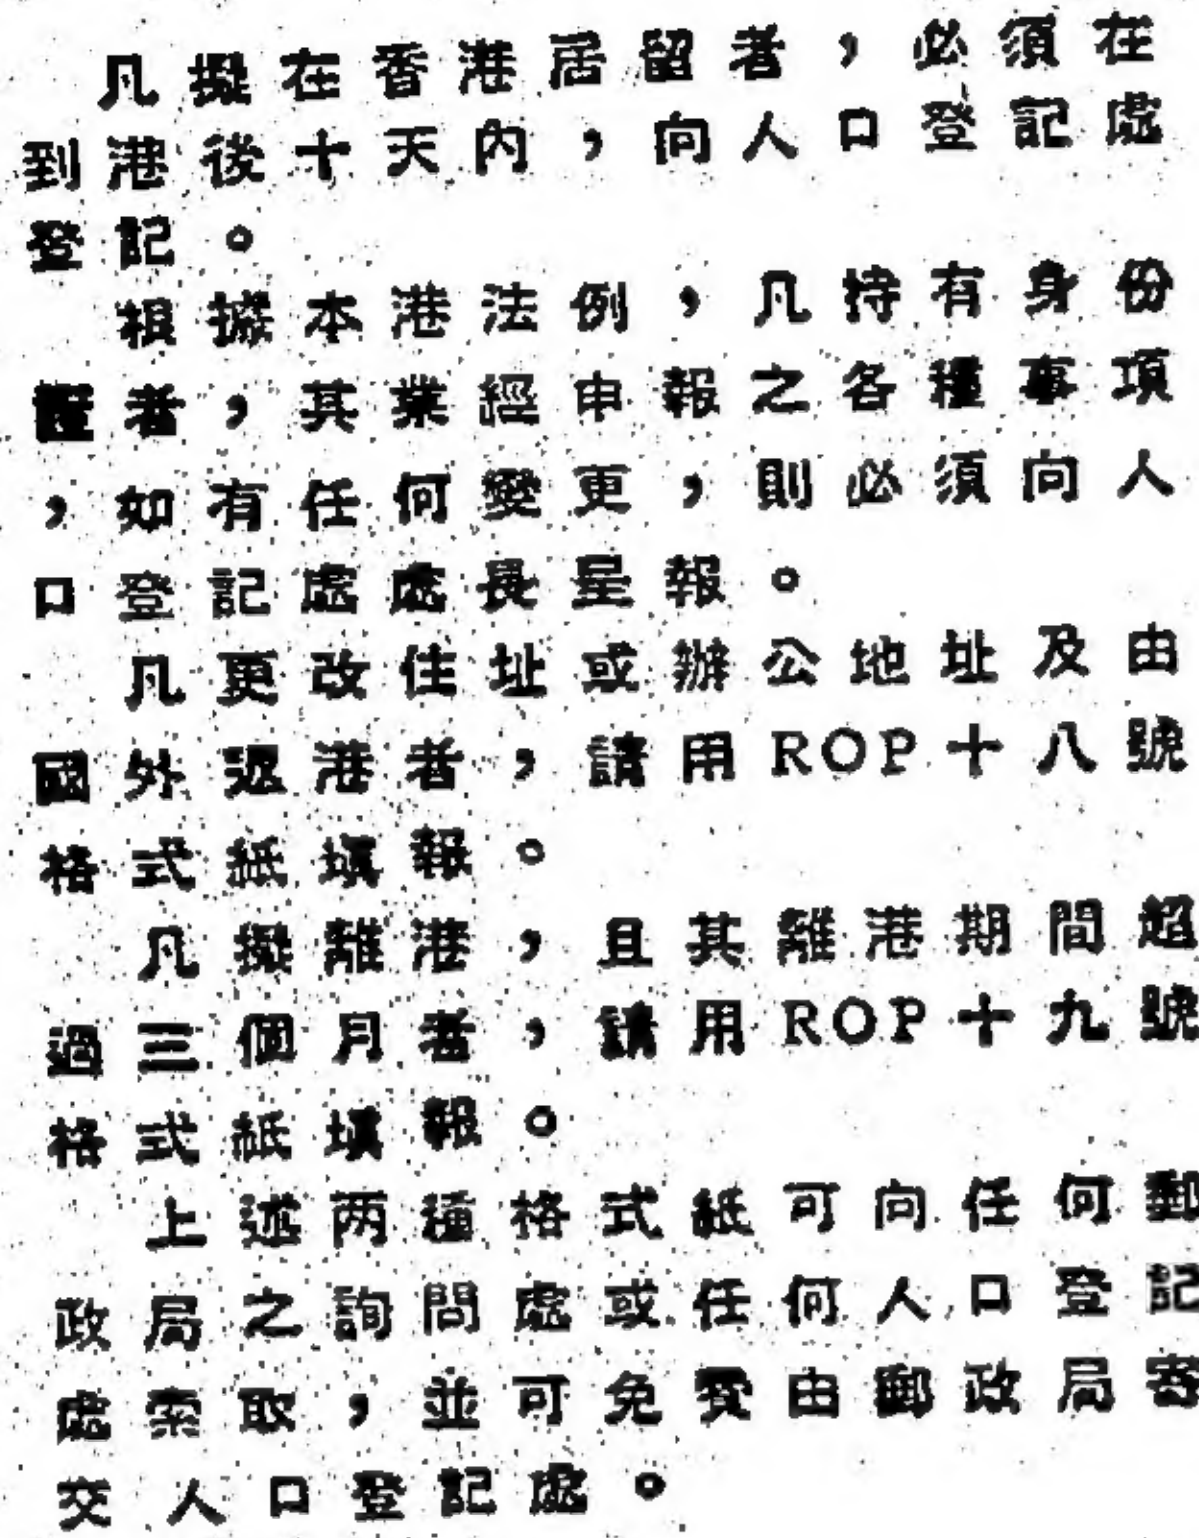 凡擬在香港居留者，必須在
到港後十天內，向人口登記處
登記。
根據本港法例，凡持有身份
證者，其業經申報之各種事項
，如有任何變更，則必須向人
口登記處處長呈報。
凡更改住址或辦公地址及由
國外返港者，請用ROP十八號
格式紙填報。
凡擬離港，且其離港期間超
過三個月者，請用ROP十九號
格式紙填報。
上述两種格式紙可向任何郵
政局之詢問處或任何人口登記
處索取，並可免費由郵政局寄
交人口登記處。